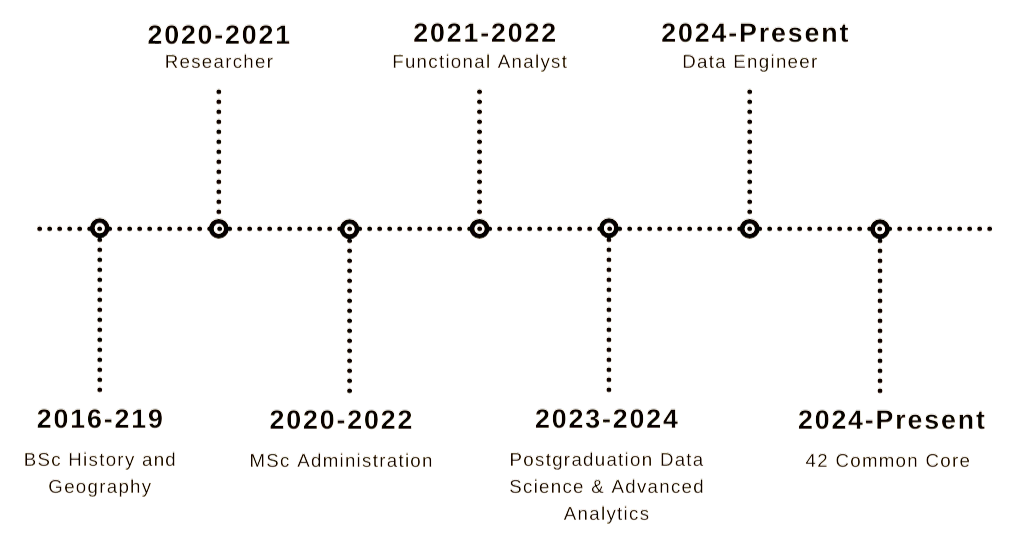 2020-2021
Researcher
2021-2022
Functional Analyst
2024-Present
Data Engineer
2016-219
BSc History and
Geography
2020-2022
MSc Administration
2023-2024
Postgraduation Data
Science & Advanced
Analytics
2024-Present
42 Common Core